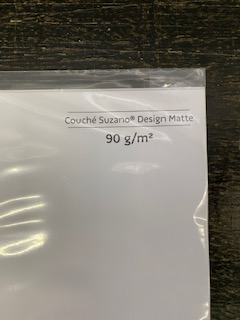 Couché Suzano® Design Matte
90 g/m²